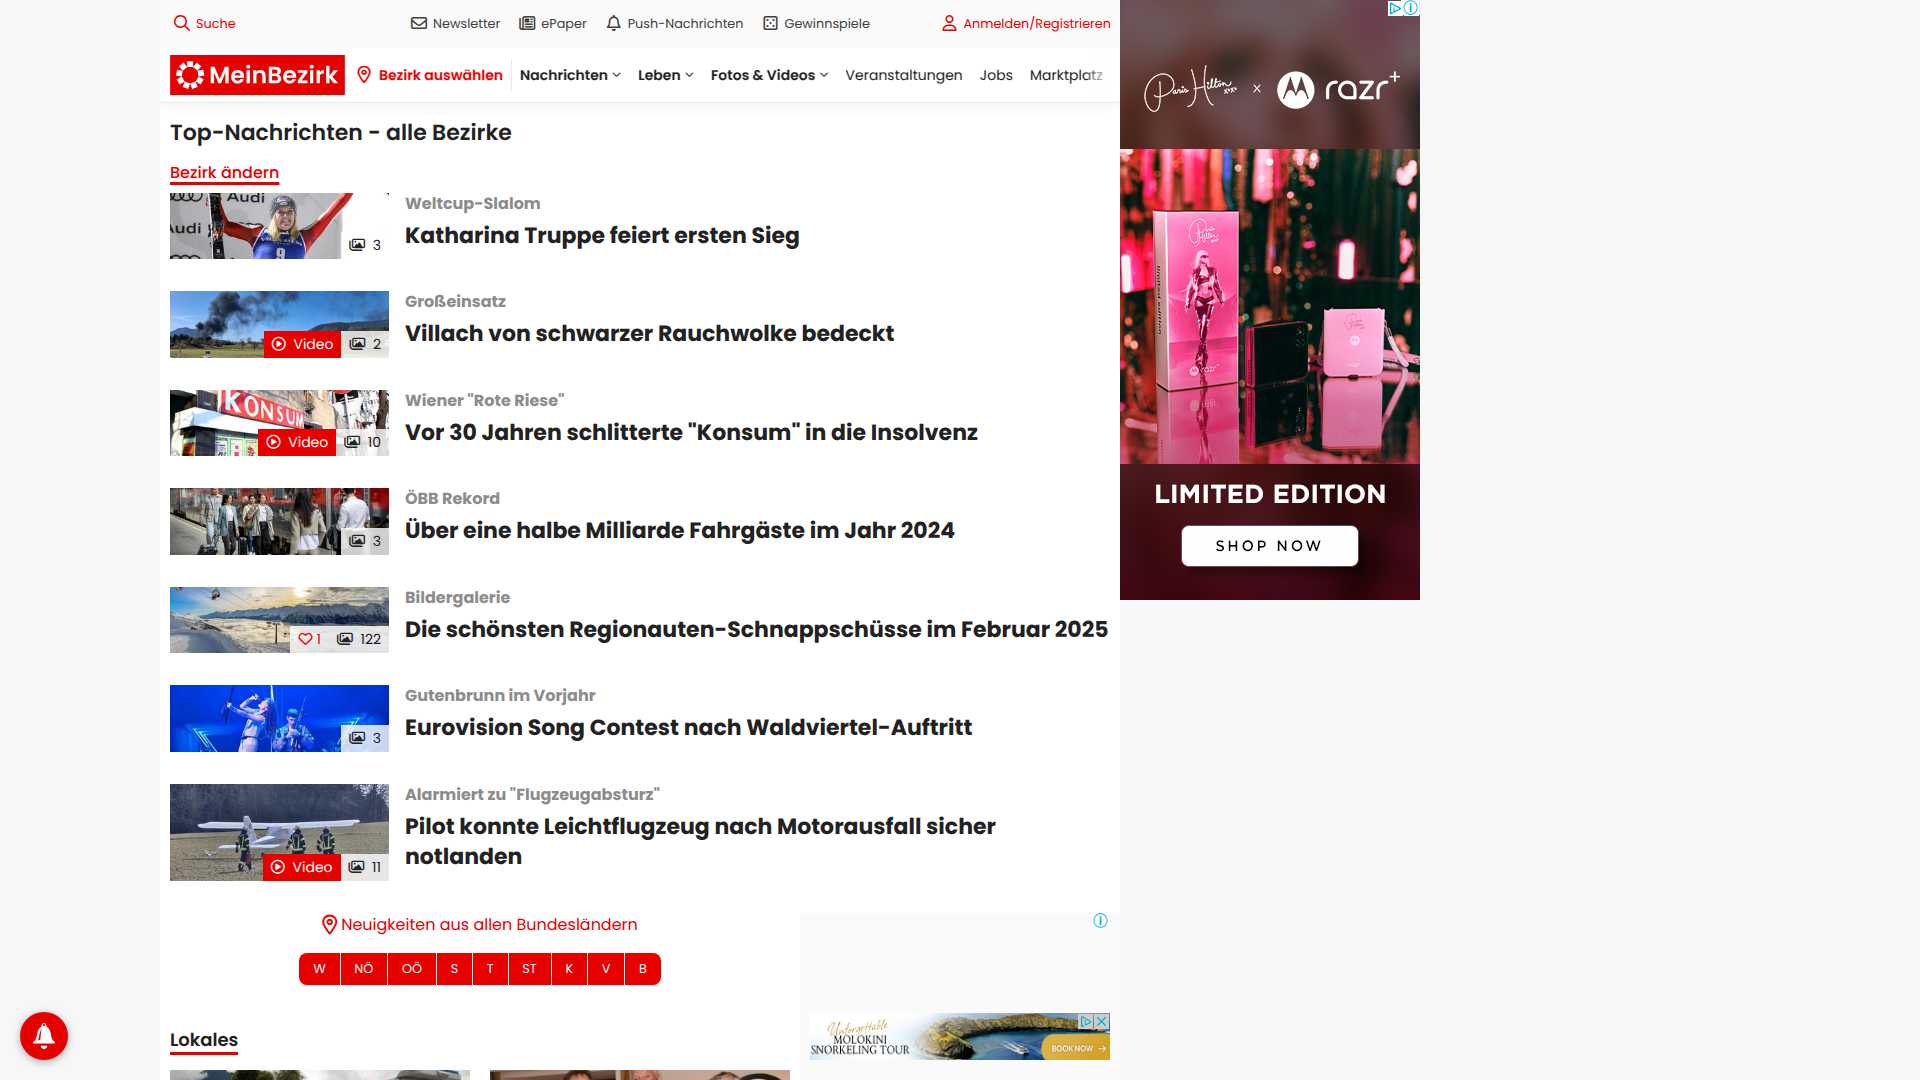 Suche
Newsletter
ePaper
Push-Nachrichten
Gewinnspiele
Anmelden/Registrieren
MeinBezirk
Bezirk auswählen
Nachrichten
Leben
Fotos & Videos
Veranstaltungen
Jobs
Marktplatz
Paris Hilton x razr+
Top-Nachrichten - alle Bezirke
Bezirk ändern
Audi
Audi
9
3
Weltcup-Slalom
Katharina Truppe feiert ersten Sieg
Video
2
Großeinsatz
Villach von schwarzer Rauchwolke bedeckt
KONSUM
Video
10
Wiener "Rote Riese"
Vor 30 Jahren schlitterte "Konsum" in die Insolvenz
3
ÖBB Rekord
Über eine halbe Milliarde Fahrgäste im Jahr 2024
LIMITED EDITION
SHOP NOW
1
122
Bildergalerie
Die schönsten Regionauten-Schnappschüsse im Februar 2025
3
Gutenbrunn im Vorjahr
Eurovision Song Contest nach Waldviertel-Auftritt
Video
11
Alarmiert zu "Flugzeugabsturz"
Pilot konnte Leichtflugzeug nach Motorausfall sicher
notlanden
Neuigkeiten aus allen Bundesländern
W
NÖ
OÖ
S
T
ST
K
V
B
Lokales
Unforgettable
MOLOKINI
SNORKELING TOUR
BOOK NOW